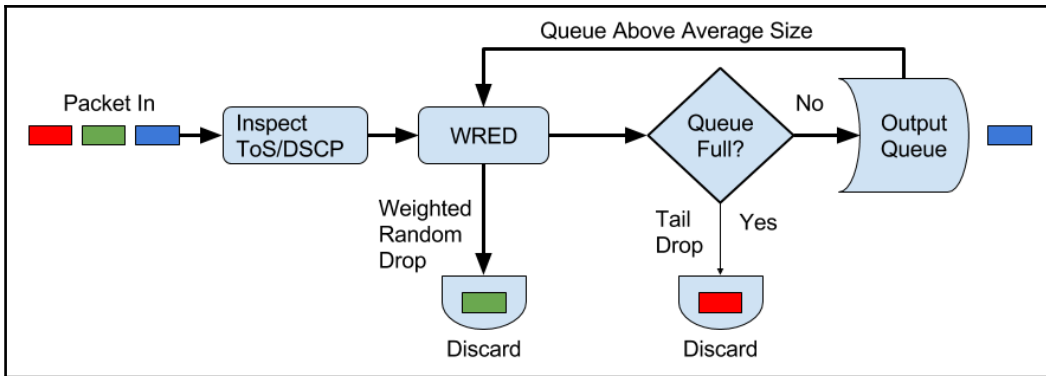 Queue Above Average Size
Packet In
Inspect
ToS/DSCP
WRED
Queue
Full?
No
Output
Queue
Weighted
Random
Drop
Tail
Drop
Yes
Discard
Discard